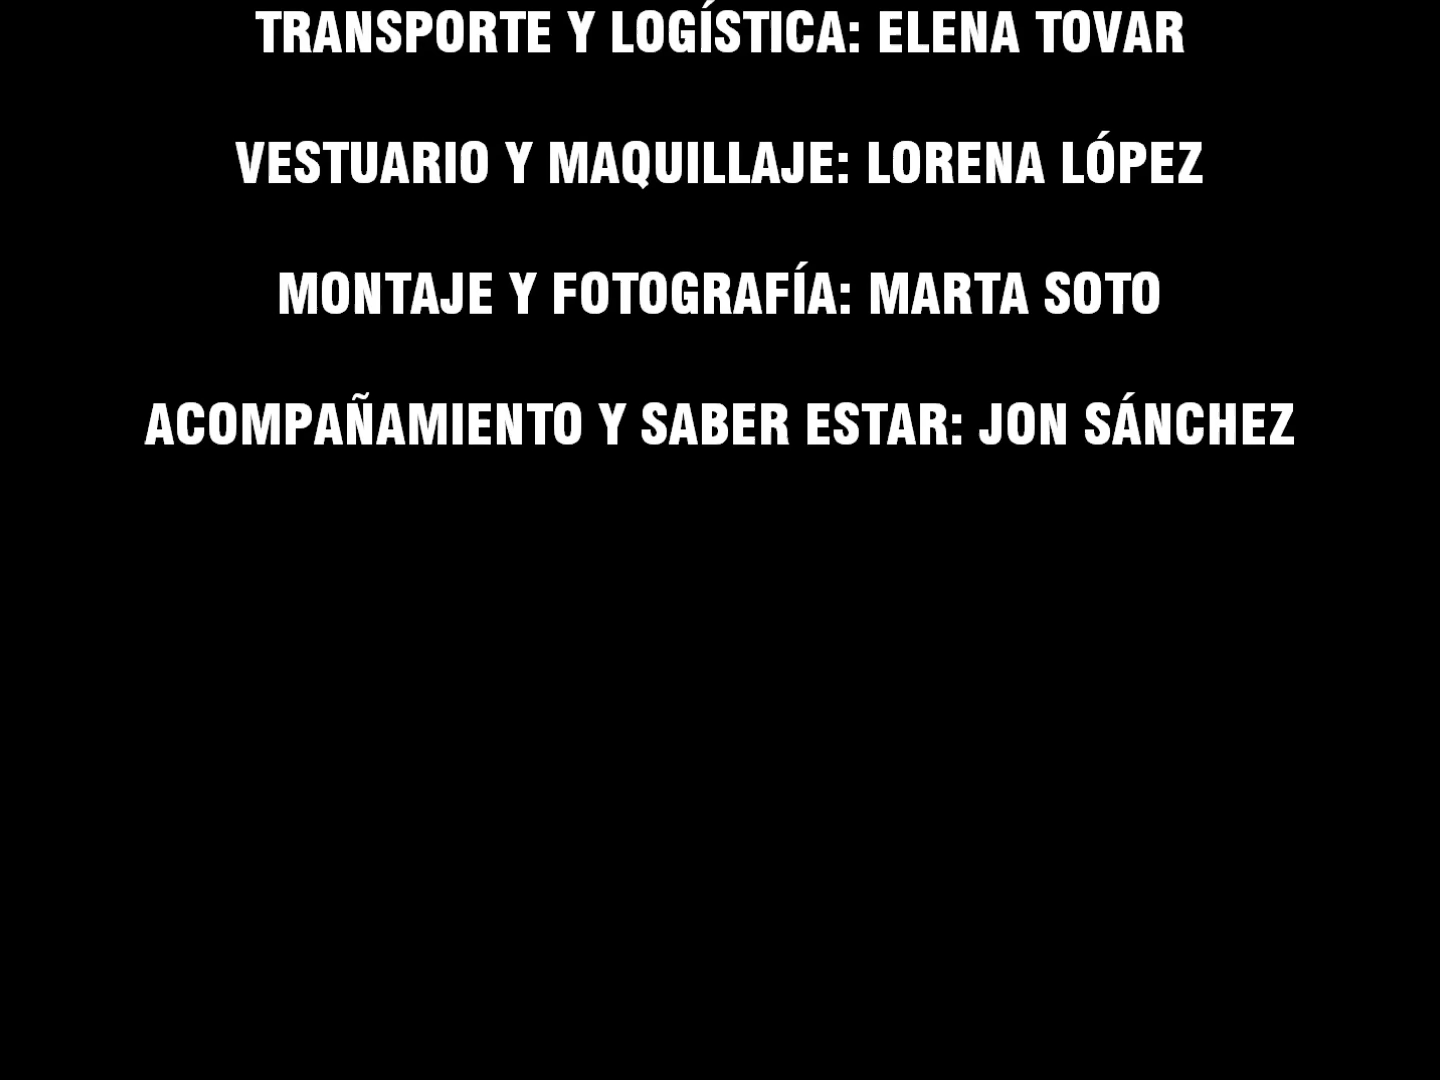 TRANSPORTE Y LOGÍSTICA: ELENA TOVAR
VESTUARIO Y MAQUILLAJE: LORENA LÓPEZ
MONTAJE Y FOTOGRAFÍA: MARTA SOTO
ACOMPAÑAMIENTO Y SABER ESTAR: JON SÁNCHEZ